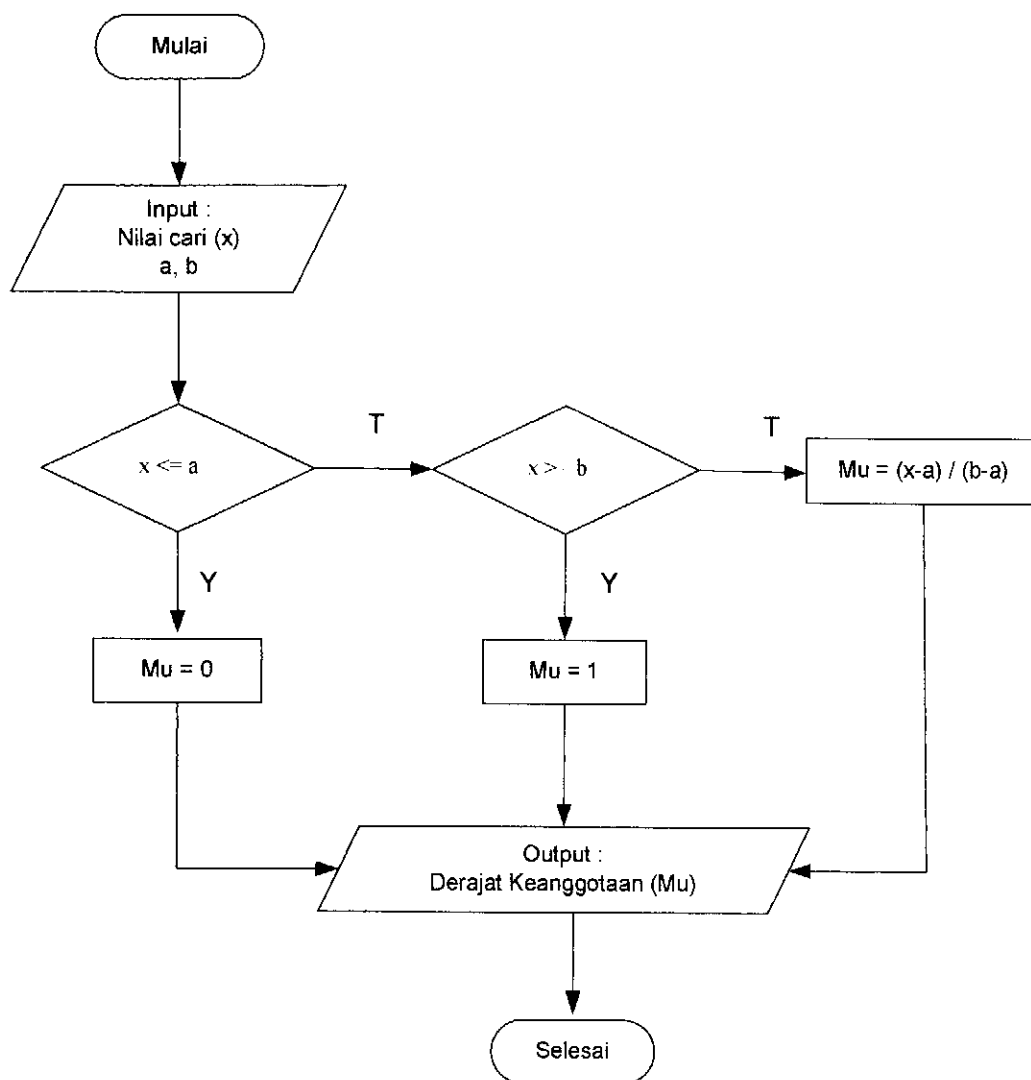 Mulai
Input :
Nilai cari (x)
a, b
x <= a
T
x > b
T
Mu = (x-a) / (b-a)
Y
Y
Mu = 0
Mu = 1
Output :
Derajat Keanggotaan (Mu)
Selesai